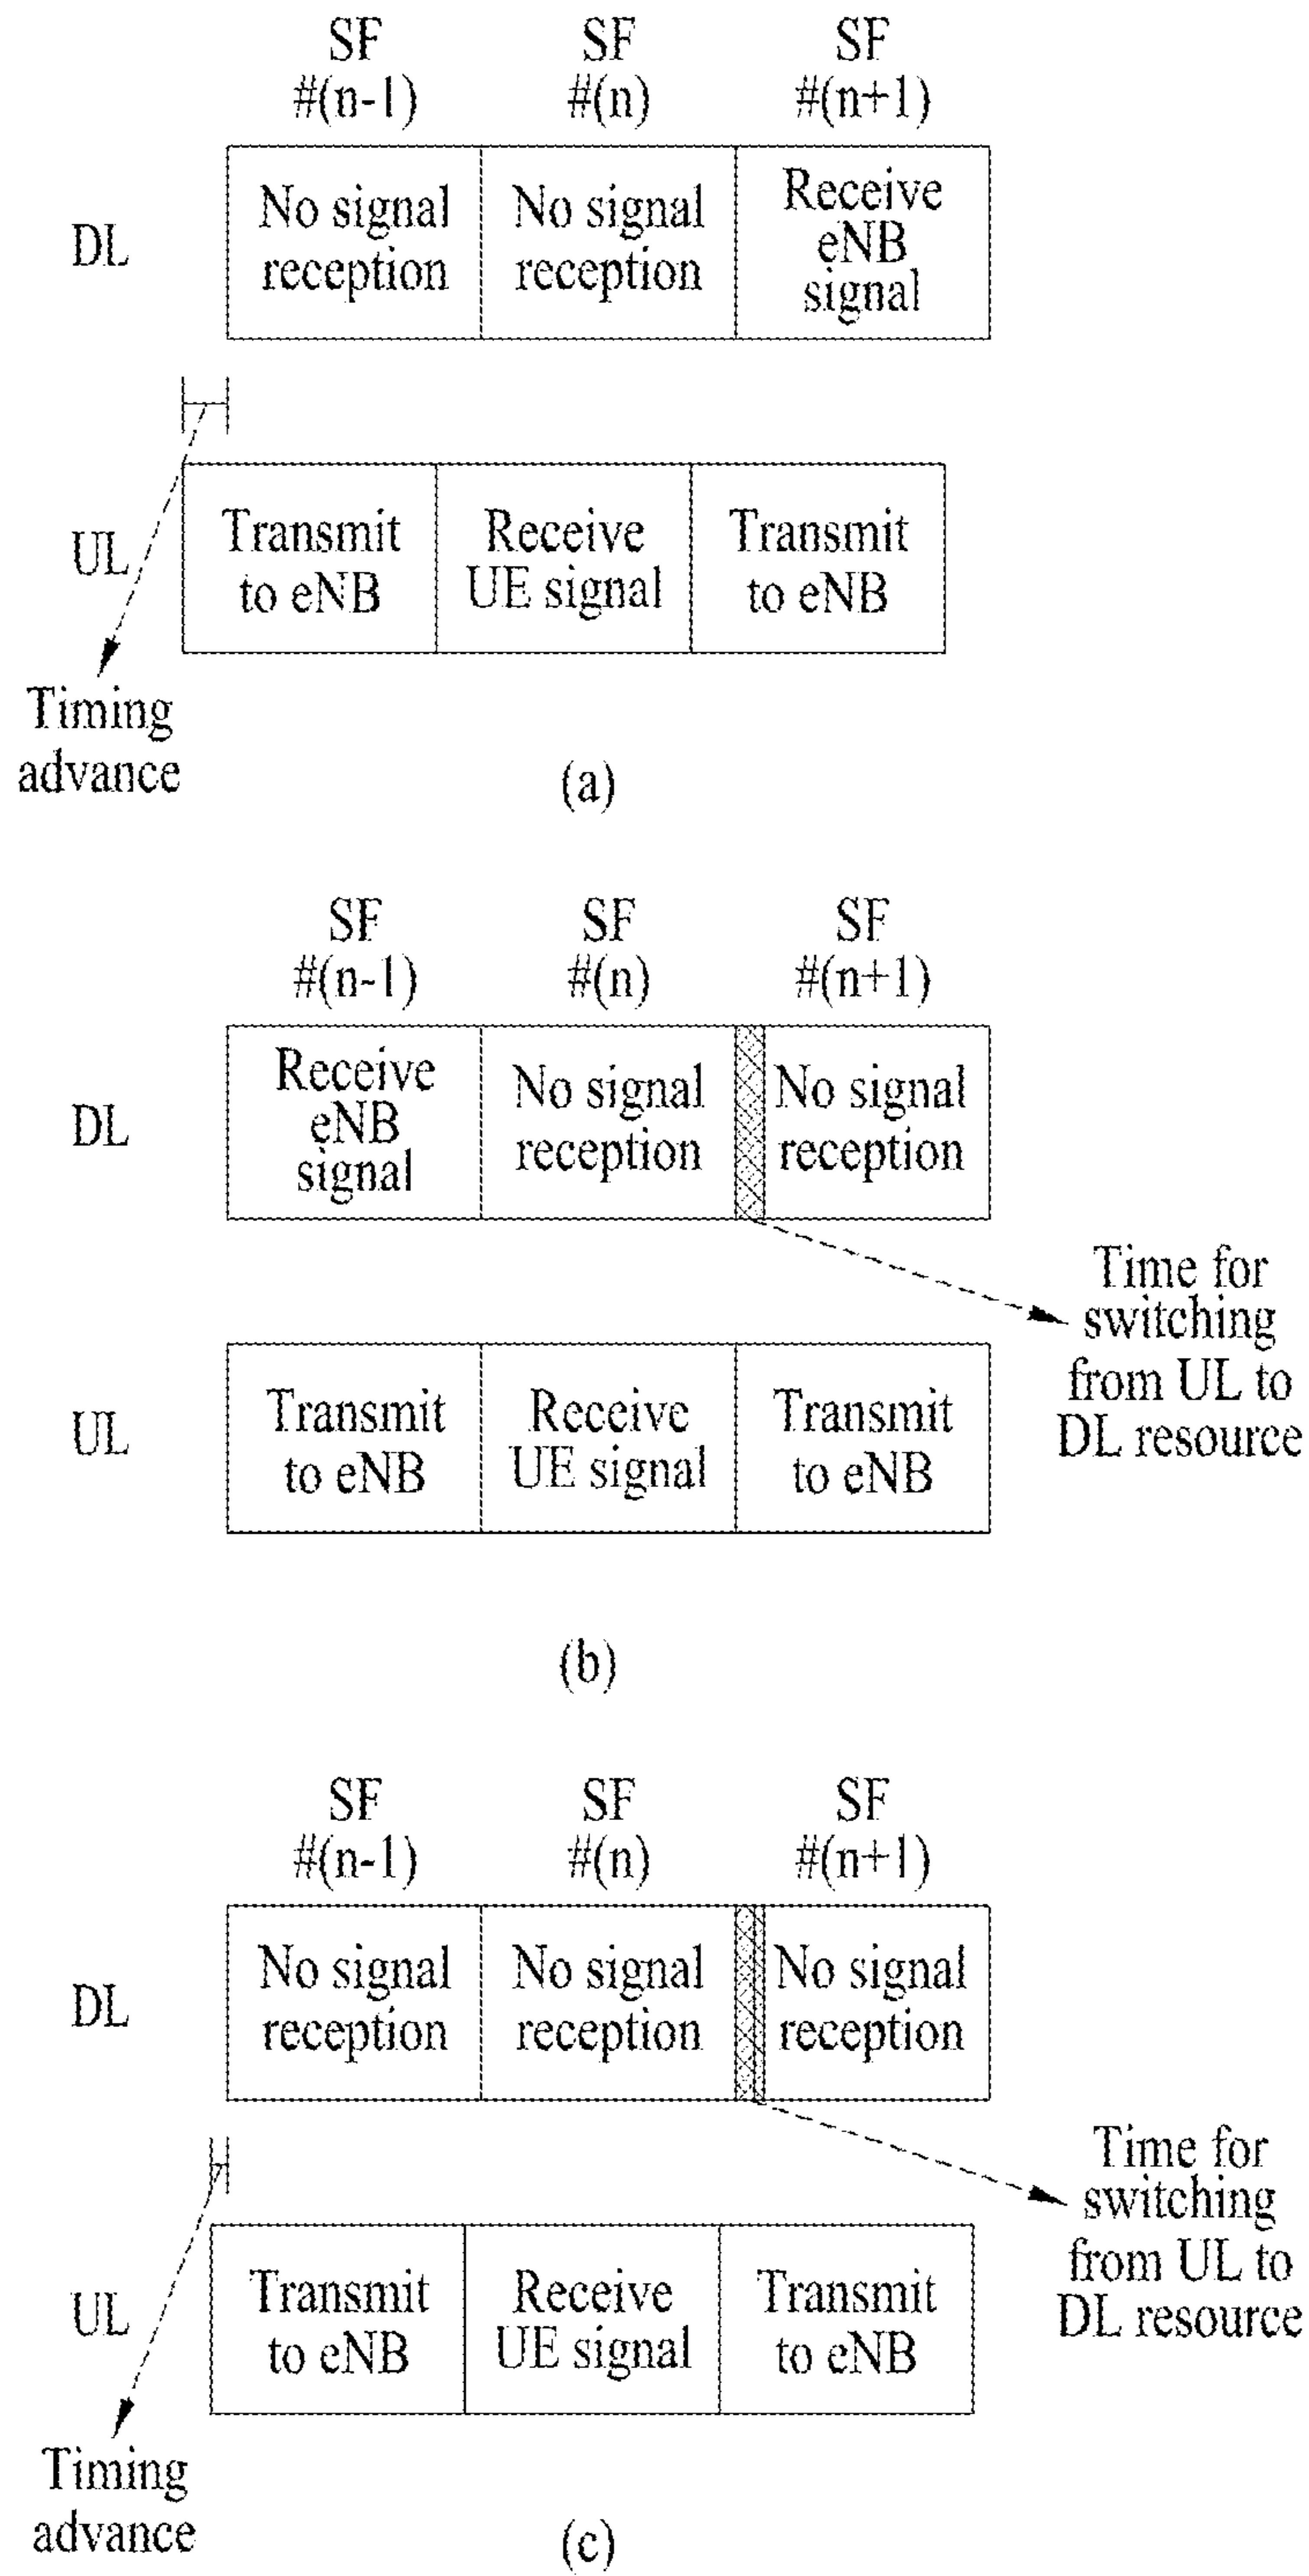 SF SF SF
#(n-1) #(n) #(n+1)
DL
No signal
reception
No signal
reception
Receive
eNB
signal
UL
Transmit
to eNB
Receive
UE signal
Transmit
to eNB
Timing
advance
(a)
SF SF SF
#(n-1) #(n) #(n+1)
DL
Receive
eNB
signal
No signal
reception
No signal
reception
Time for
switching
from UL to
DL resource
UL
Transmit
to eNB
Receive
UE signal
Transmit
to eNB
(b)
SF SF SF
#(n-1) #(n) #(n+1)
DL
No signal
reception
No signal
reception
No signal
reception
Time for
switching
from UL to
DL resource
UL
Transmit
to eNB
Receive
UE signal
Transmit
to eNB
Timing
advance
(c)